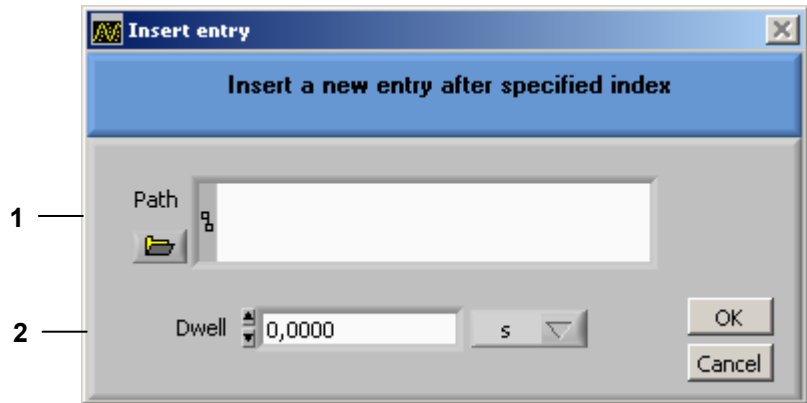 Insert entry
Insert a new entry after specified index
1
Path
2
Dwell 0,0000 s
OK
Cancel